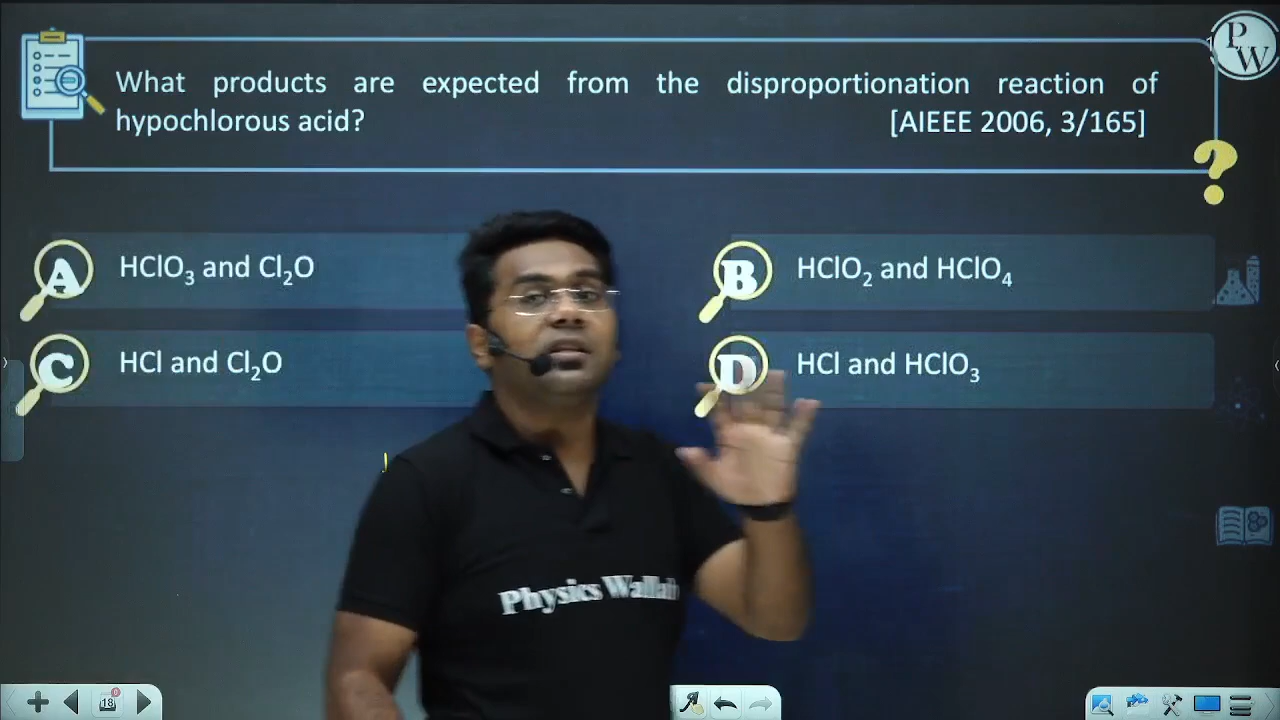 What products are expected from the disproportionation reaction of
hypochlorous acid? [AIEEE 2006, 3/165]
A HClO₃ and Cl₂O
B HClO₂ and HClO₄
C HCl and Cl₂O
D HCl and HClO₃
Physics Wallah
PW
18